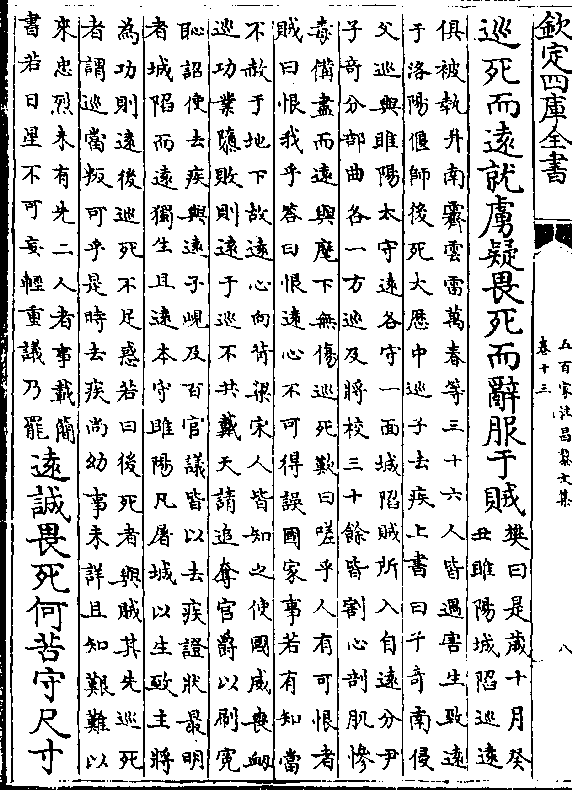 欽定四庫全書
五百家注昌黎文集
卷十三
八
巡死而遠就虜疑畏死而辭服于賊
樊曰是歲十月癸
丑睢陽城陷巡遠
俱被執升南霽雲雷萬春等三十六人皆遇害生致遠
于洛陽偃師後死大歷中巡子去疾上書曰千奇南侵
父巡與睢陽太守遠各守一面城陷賊所入自遠分尹
子奇分部曲各一方巡及將校三十餘皆割心剖肌慘
毒備盡而遠與麾下無傷巡死歎曰嗟乎人有可恨者
賊曰恨我乎答曰恨遠心不可得誤國家事若有知當
不赦于地下故遠心向背梁宋人皆知之使國威喪衂
巡功業隳敗則遠于巡不共戴天請追奪官爵以刷冤
恥詔使去疾與遠子峴及百官議皆以去疾證狀最明
者城陷而遠獨生且遠本守睢陽凡屠城以生致主將
為功則遠後巡死不足惑若曰後死者與賊其先巡死
者謂巡當叛可乎是時去疾尚幼事未詳且知艱難以
來忠烈未有先二人者事載簡
書若日星不可妄輕重議乃罷
遠誠畏死何苦守尺寸